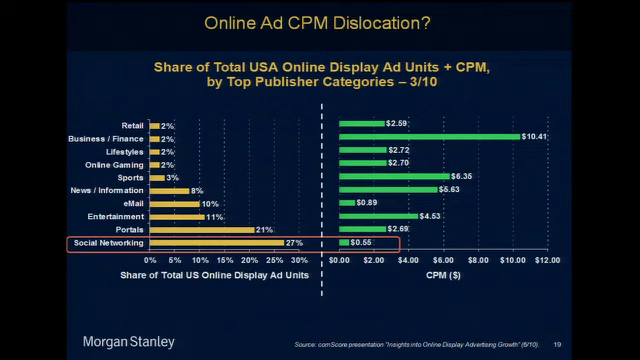 Online Ad CPM Dislocation?
Share of Total USA Online Display Ad Units + CPM,
by Top Publisher Categories – 3/10
Retail 2% $2.59
Business / Finance 2% $10.41
Lifestyles 2% $2.72
Online Gaming 2% $2.70
Sports 3% $6.35
News / Information 8% $5.63
eMail 10% $0.89
Entertainment 11% $4.53
Portals 21% $2.69
Social Networking 27% $0.55
0% 5% 10% 15% 20% 25% 30% $0.00 $2.00 $4.00 $6.00 $8.00 $10.00 $12.00
Share of Total US Online Display Ad Units CPM ($)
Morgan Stanley
Source: comScore presentation "Insights into Online Display Advertising Growth" (6/10). 19